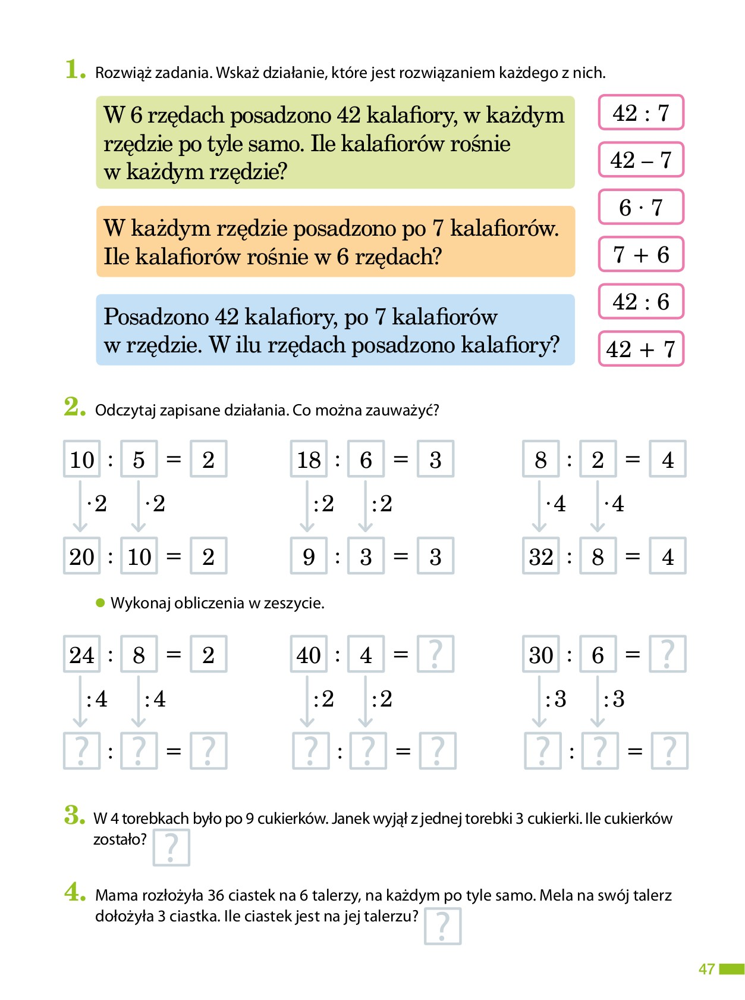 1. Rozwiąż zadania. Wskaż działanie, które jest rozwiązaniem każdego z nich.
W 6 rzędach posadzono 42 kalafiory, w każdym
rzędzie po tyle samo. Ile kalafiorów rośnie
w każdym rzędzie?
W każdym rzędzie posadzono po 7 kalafiorów.
Ile kalafiorów rośnie w 6 rzędach?
Posadzono 42 kalafiory, po 7 kalafiorów
w rzędzie. W ilu rzędach posadzono kalafiory?
42 : 7
42 – 7
6 · 7
7 + 6
42 : 6
42 + 7
2. Odczytaj zapisane działania. Co można zauważyć?
10 : 5 = 2 18 : 6 = 3 8 : 2 = 4
·2 ·2 :2 :2 ·4 ·4
20 : 10 = 2 9 : 3 = 3 32 : 8 = 4
● Wykonaj obliczenia w zeszycie.
24 : 8 = 2 40 : 4 = ? 30 : 6 = ?
:4 :4 :2 :2 :3 :3
? : ? = ? ? : ? = ? ? : ? = ?
3. W 4 torebkach było po 9 cukierków. Janek wyjął z jednej torebki 3 cukierki. Ile cukierków
zostało? ?
4. Mama rozłożyła 36 ciastek na 6 talerzy, na każdym po tyle samo. Mela na swój talerz
dołożyła 3 ciastka. Ile ciastek jest na jej talerzu? ?
47